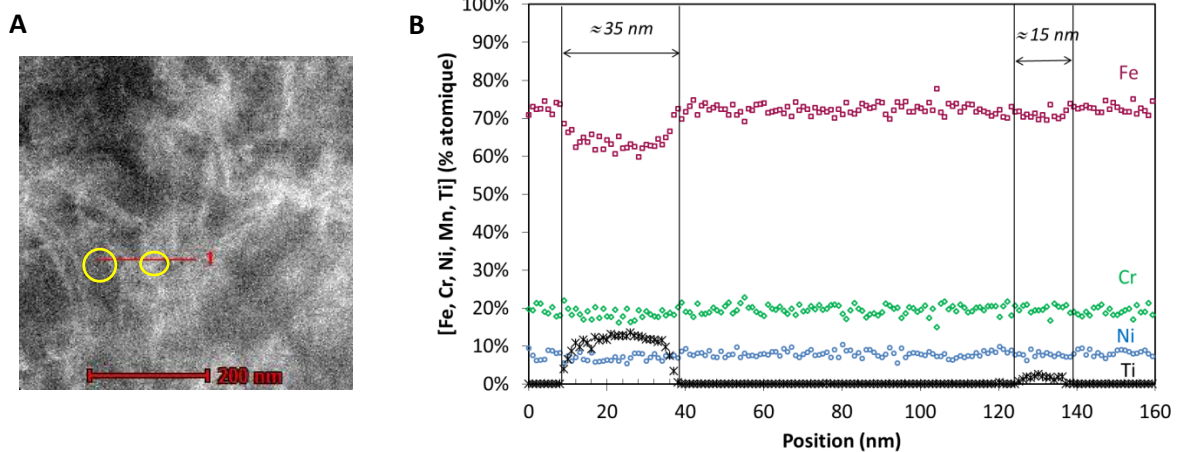 A
B
1
200 nm
[Fe, Cr, Ni, Mn, Ti] (% atomique)
100%
90%
80%
70%
60%
50%
40%
30%
20%
10%
0%
≈35 nm
≈15 nm
Fe
Cr
Ni
Ti
0 20 40 60 80 100 120 140 160
Position (nm)